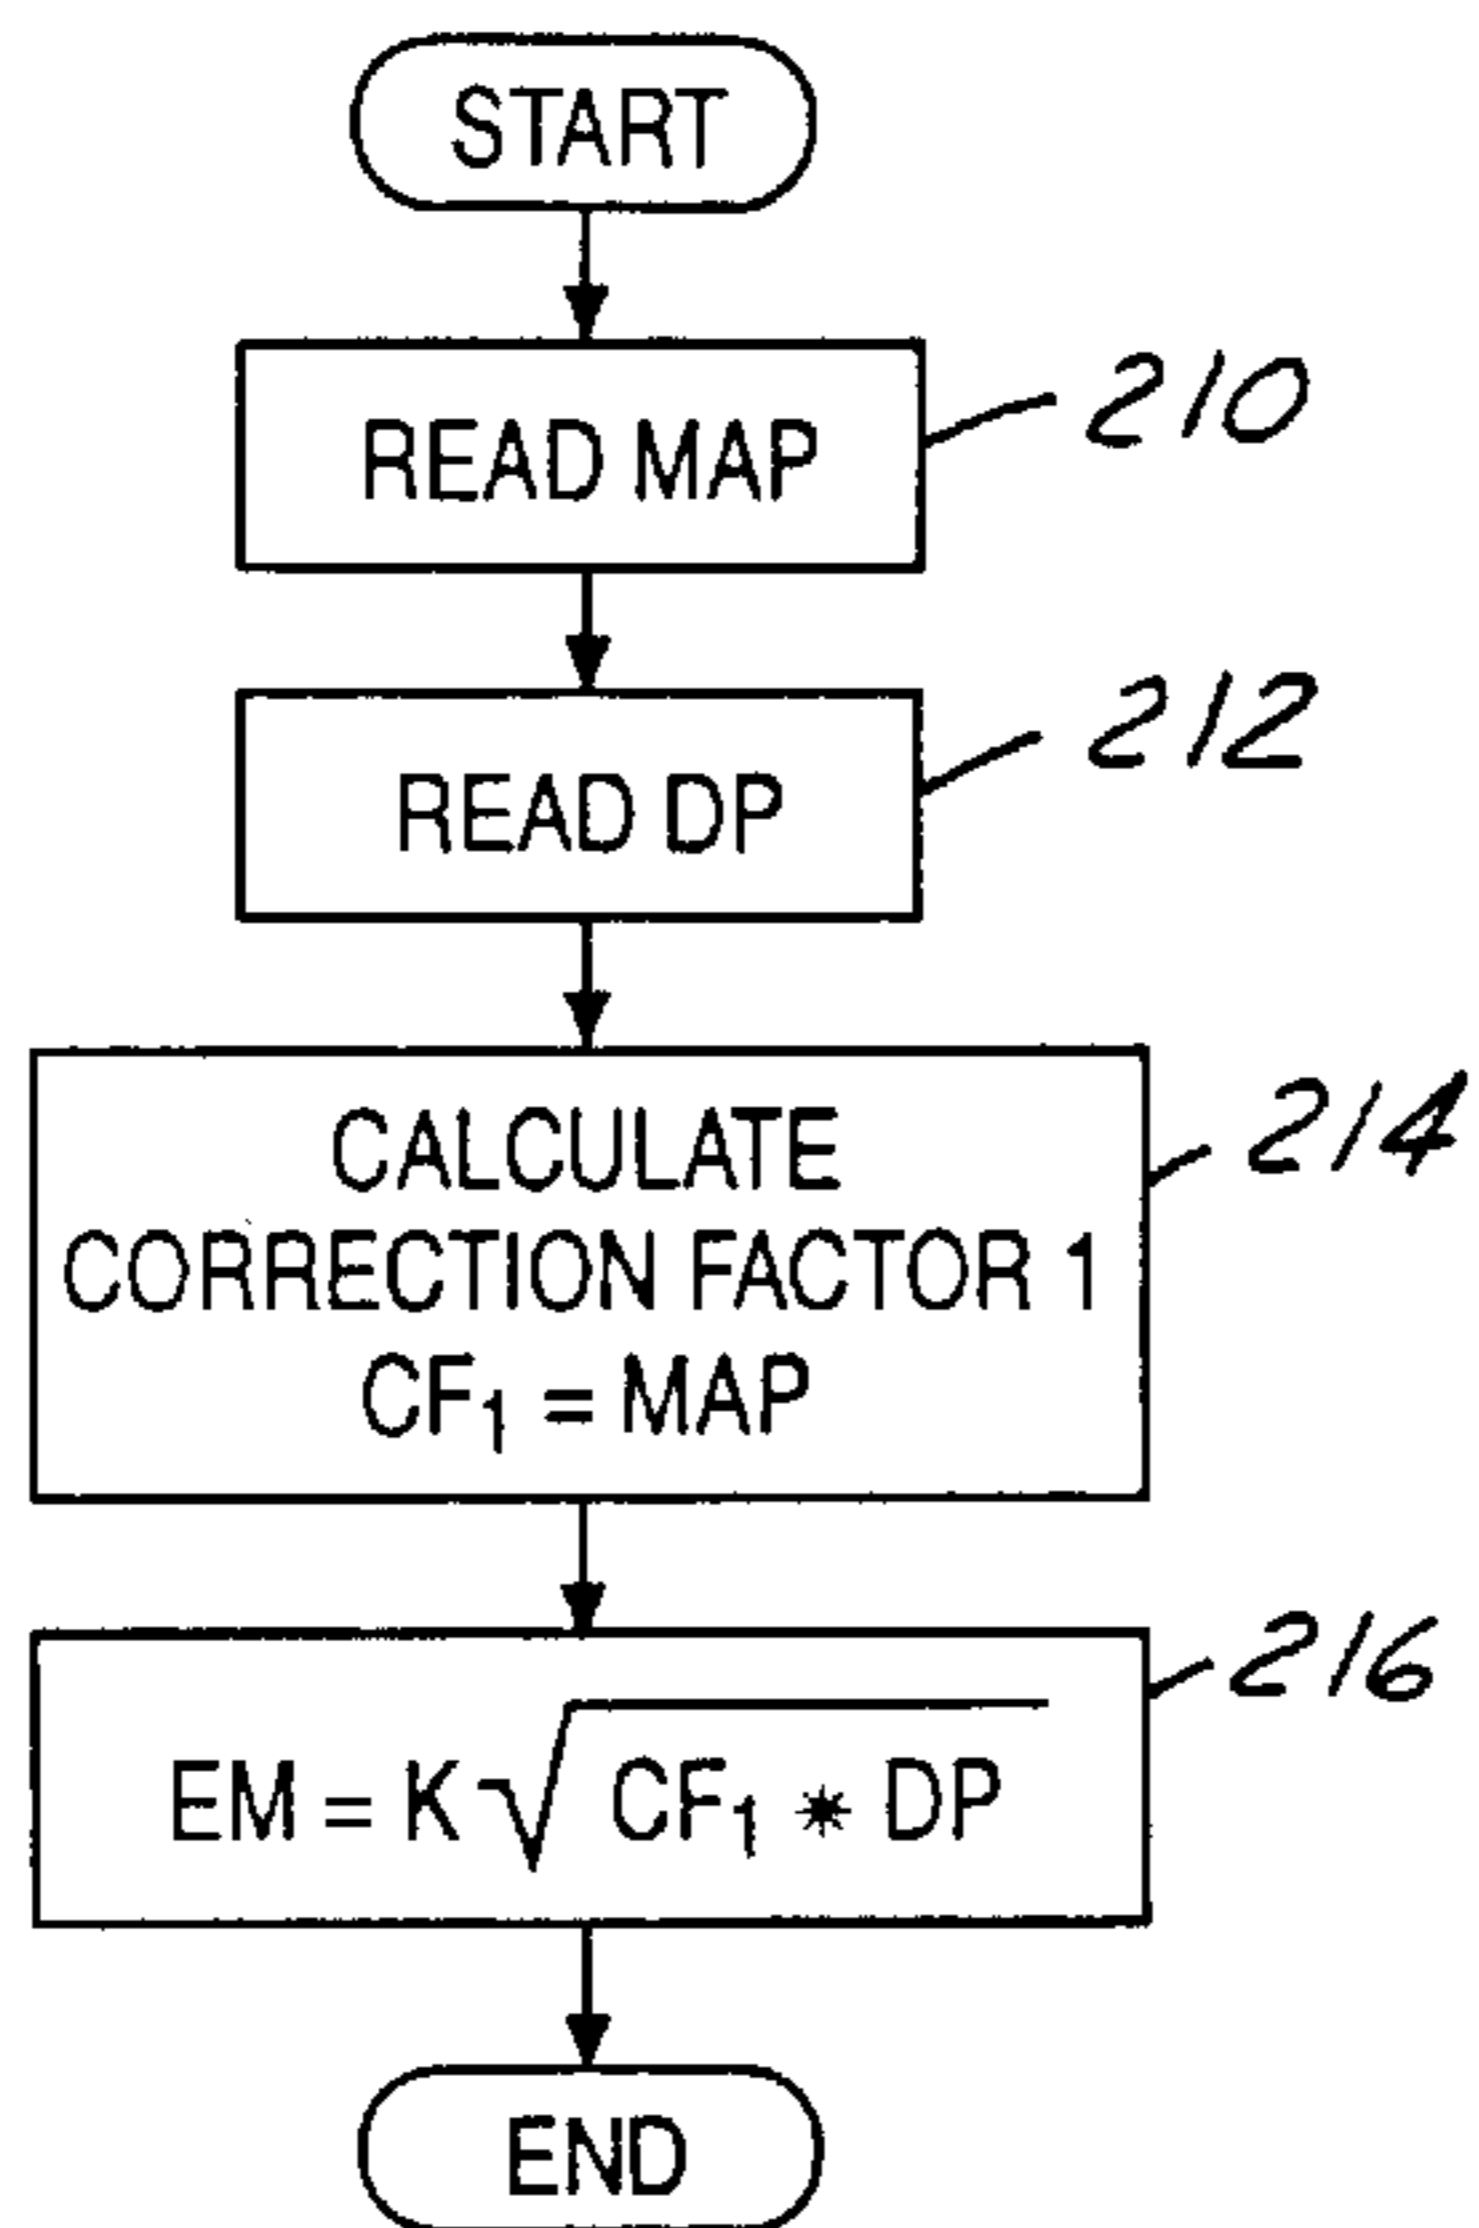 START
READ MAP
210
READ DP
212
CALCULATE
CORRECTION FACTOR 1
CF₁ = MAP
214
EM = K√CF₁ * DP
216
END